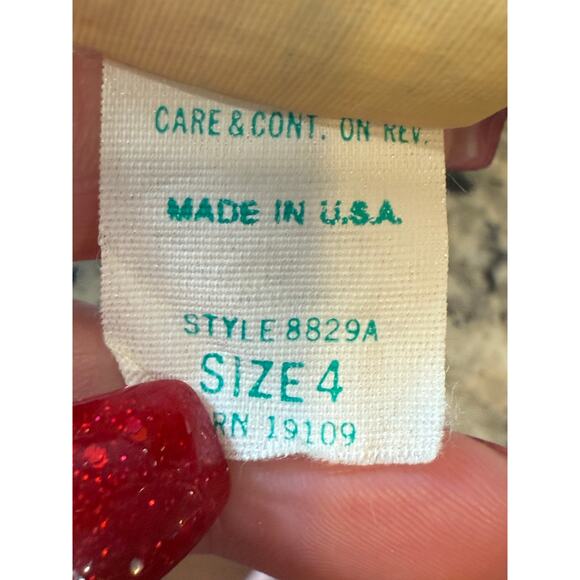 CARE & CONT. ON REV.
MADE IN U.S.A.
STYLE 8829A
SIZE 4
RN 19109